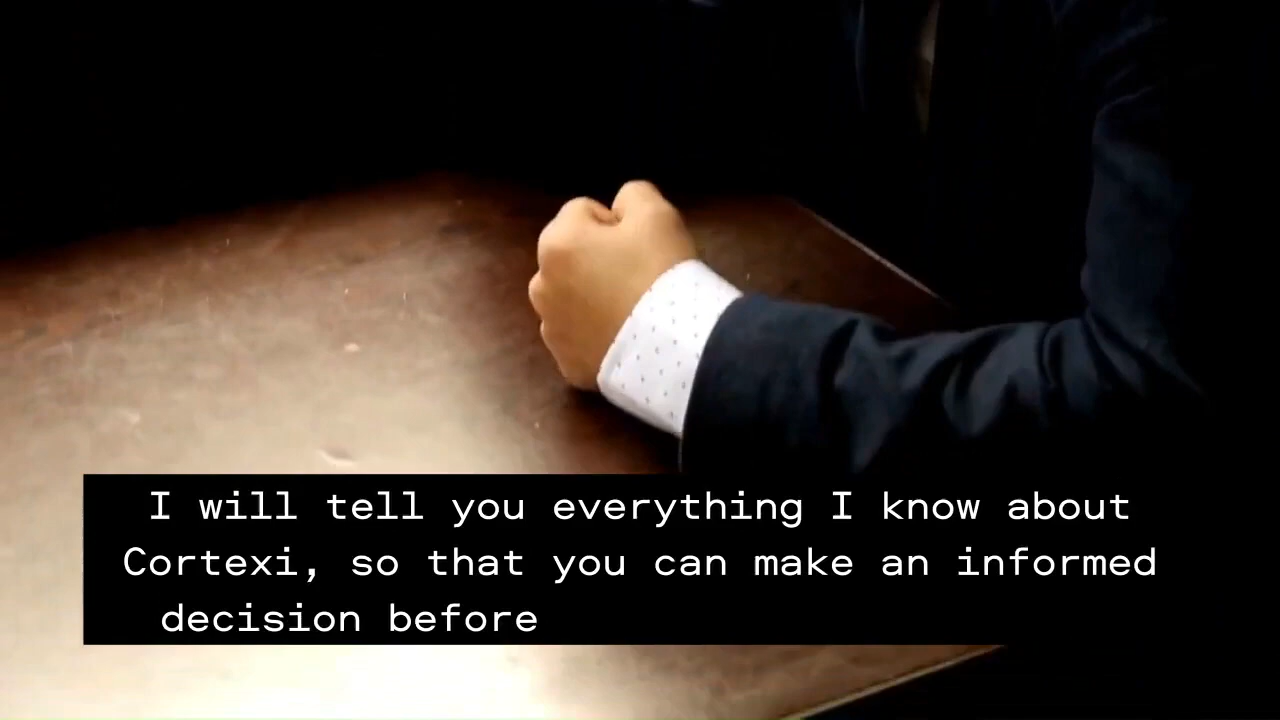 I will tell you everything I know about
Cortexi, so that you can make an informed
decision before